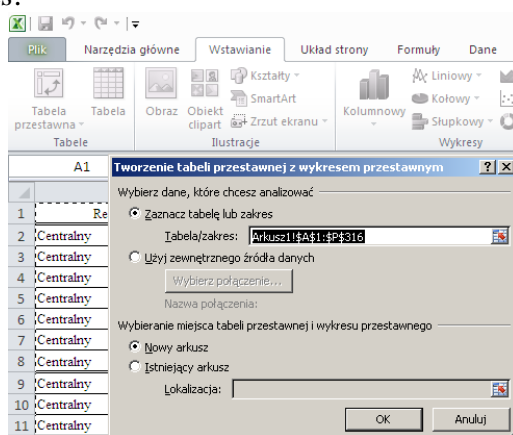 s.
Plik Narzędzia główne Wstawianie Układ strony Formuły Dane
Tabela przestawna
Tabela
Obraz
Obiekt clipart
Kształty
SmartArt
Zrzut ekranu
Kolumnowy
Liniowy
Kołowy
Słupkowy
Tabele Ilustracje Wykresy
A1
Tworzenie tabeli przestawnej z wykresem przestawnym
Wybierz dane, które chcesz analizować
Zaznacz tabelę lub zakres
Tabela/zakres: Arkusz1!$A$1:$P$316
Użyj zewnętrznego źródła danych
Wybierz połączenie...
Nazwa połączenia:
Wybieranie miejsca tabeli przestawnej i wykresu przestawnego
Nowy arkusz
Istniejący arkusz
Lokalizacja:
OK Anuluj
1 Re
2 Centralny
3 Centralny
4 Centralny
5 Centralny
6 Centralny
7 Centralny
8 Centralny
9 Centralny
10 Centralny
11 Centralny